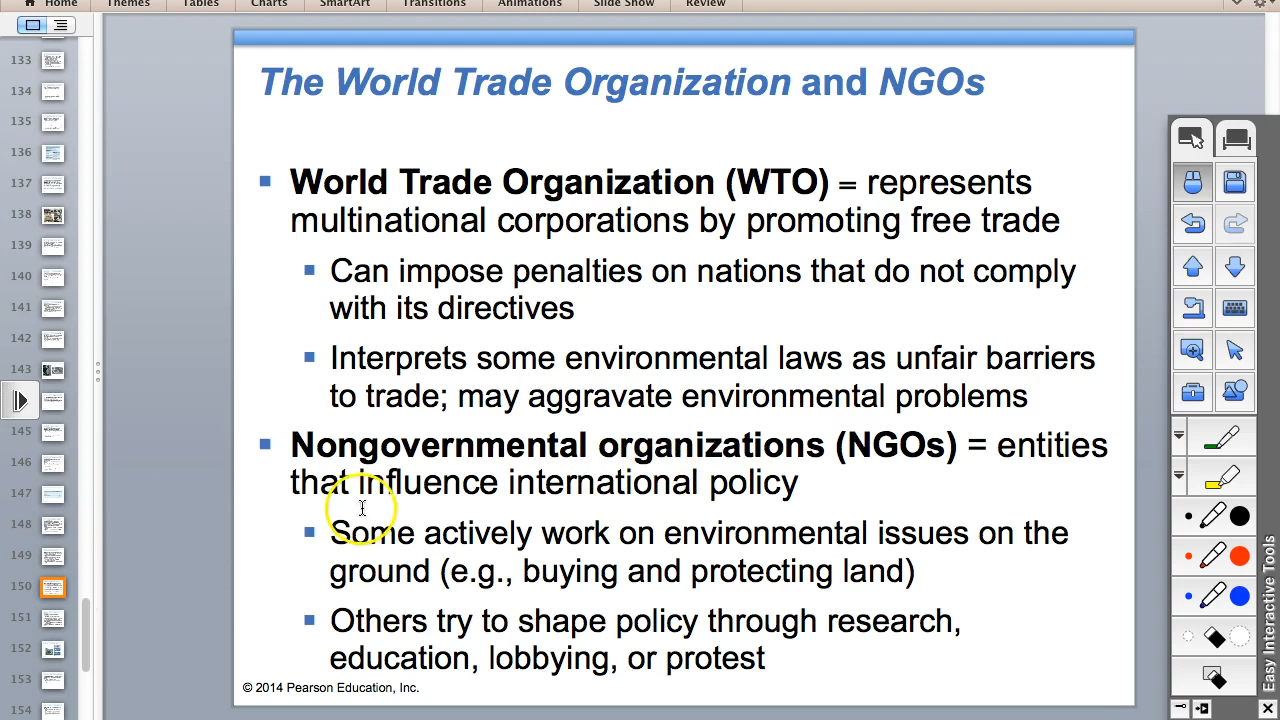 Home Themes Tables Charts SmartArt Transitions Animations Slide Show Review
The World Trade Organization and NGOs
World Trade Organization (WTO) = represents
multinational corporations by promoting free trade
Can impose penalties on nations that do not comply
with its directives
Interprets some environmental laws as unfair barriers
to trade; may aggravate environmental problems
Nongovernmental organizations (NGOs) = entities
that influence international policy
Some actively work on environmental issues on the
ground (e.g., buying and protecting land)
Others try to shape policy through research,
education, lobbying, or protest
© 2014 Pearson Education, Inc.
133
134
135
136
137
138
139
140
141
142
143
145
146
147
148
149
150
151
152
153
154
Easy Interactive Tools